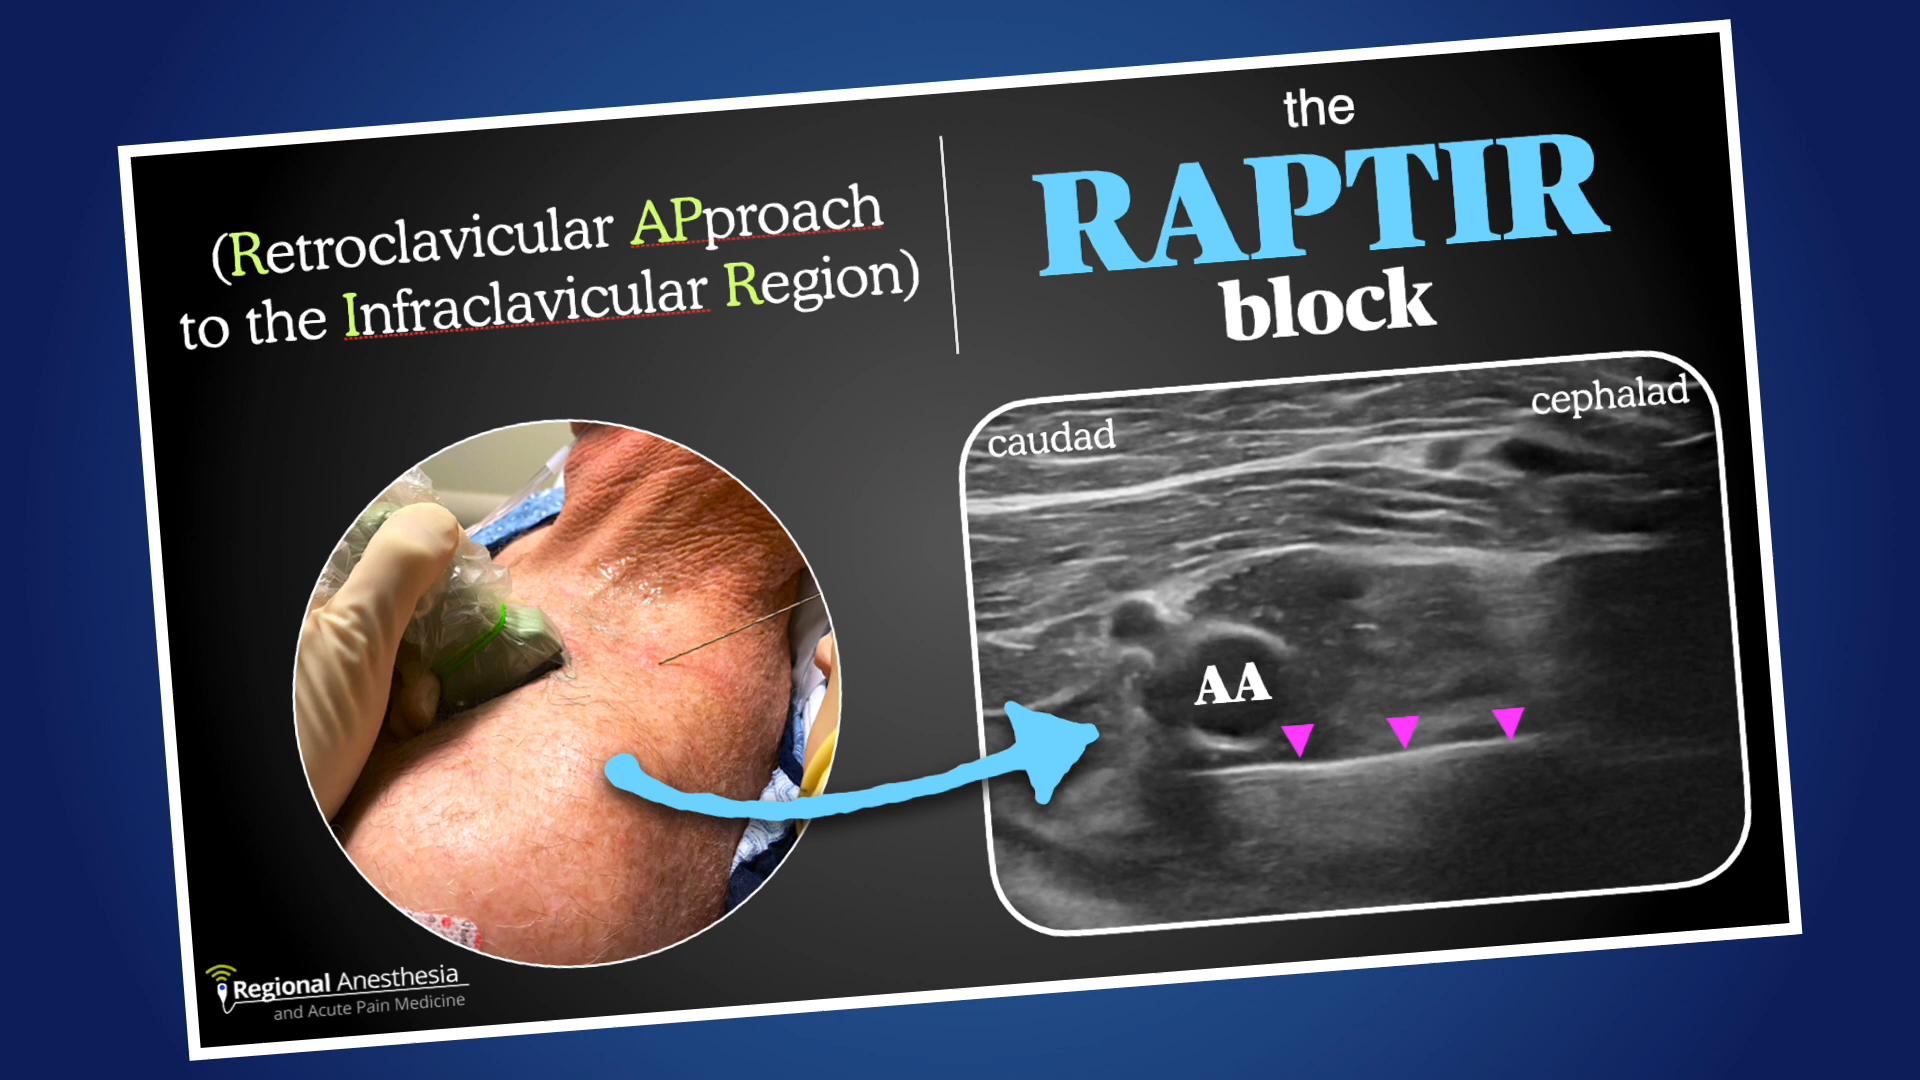 (Retroclavicular APproach
to the Infraclavicular Region)
the
RAPTIR
block
caudad
cephalad
AA
Regional Anesthesia
and Acute Pain Medicine